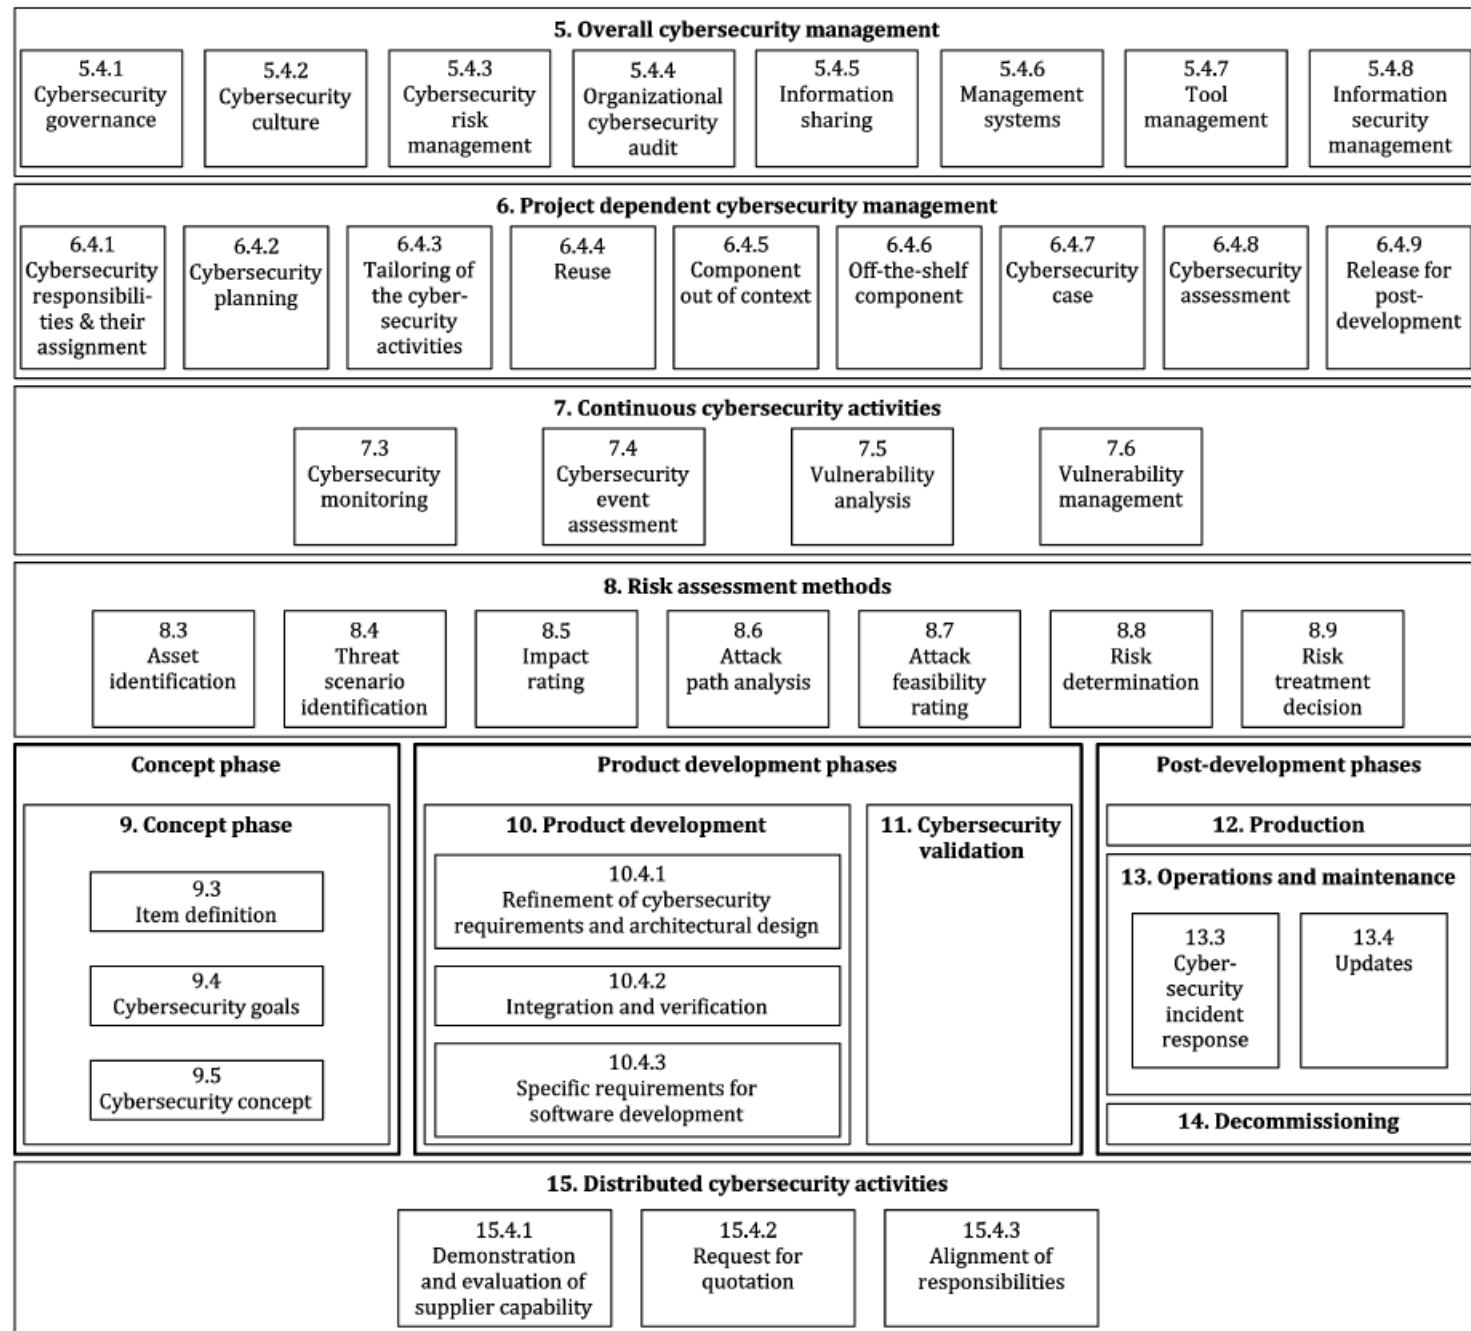 5. Overall cybersecurity management
5.4.1
Cybersecurity
governance
5.4.2
Cybersecurity
culture
5.4.3
Cybersecurity
risk
management
5.4.4
Organizational
cybersecurity
audit
5.4.5
Information
sharing
5.4.6
Management
systems
5.4.7
Tool
management
5.4.8
Information
security
management
6. Project dependent cybersecurity management
6.4.1
Cybersecurity
responsibili-
ties & their
assignment
6.4.2
Cybersecurity
planning
6.4.3
Tailoring of
the cyber-
security
activities
6.4.4
Reuse
6.4.5
Component
out of context
6.4.6
Off-the-shelf
component
6.4.7
Cybersecurity
case
6.4.8
Cybersecurity
assessment
6.4.9
Release for
post-
development
7. Continuous cybersecurity activities
7.3
Cybersecurity
monitoring
7.4
Cybersecurity
event
assessment
7.5
Vulnerability
analysis
7.6
Vulnerability
management
8. Risk assessment methods
8.3
Asset
identification
8.4
Threat
scenario
identification
8.5
Impact
rating
8.6
Attack
path analysis
8.7
Attack
feasibility
rating
8.8
Risk
determination
8.9
Risk
treatment
decision
Concept phase
9. Concept phase
9.3
Item definition
9.4
Cybersecurity goals
9.5
Cybersecurity concept
Product development phases
10. Product development
10.4.1
Refinement of cybersecurity
requirements and architectural design
10.4.2
Integration and verification
10.4.3
Specific requirements for
software development
11. Cybersecurity
validation
Post-development phases
12. Production
13. Operations and maintenance
13.3
Cyber-
security
incident
response
13.4
Updates
14. Decommissioning
15. Distributed cybersecurity activities
15.4.1
Demonstration
and evaluation of
supplier capability
15.4.2
Request for
quotation
15.4.3
Alignment of
responsibilities